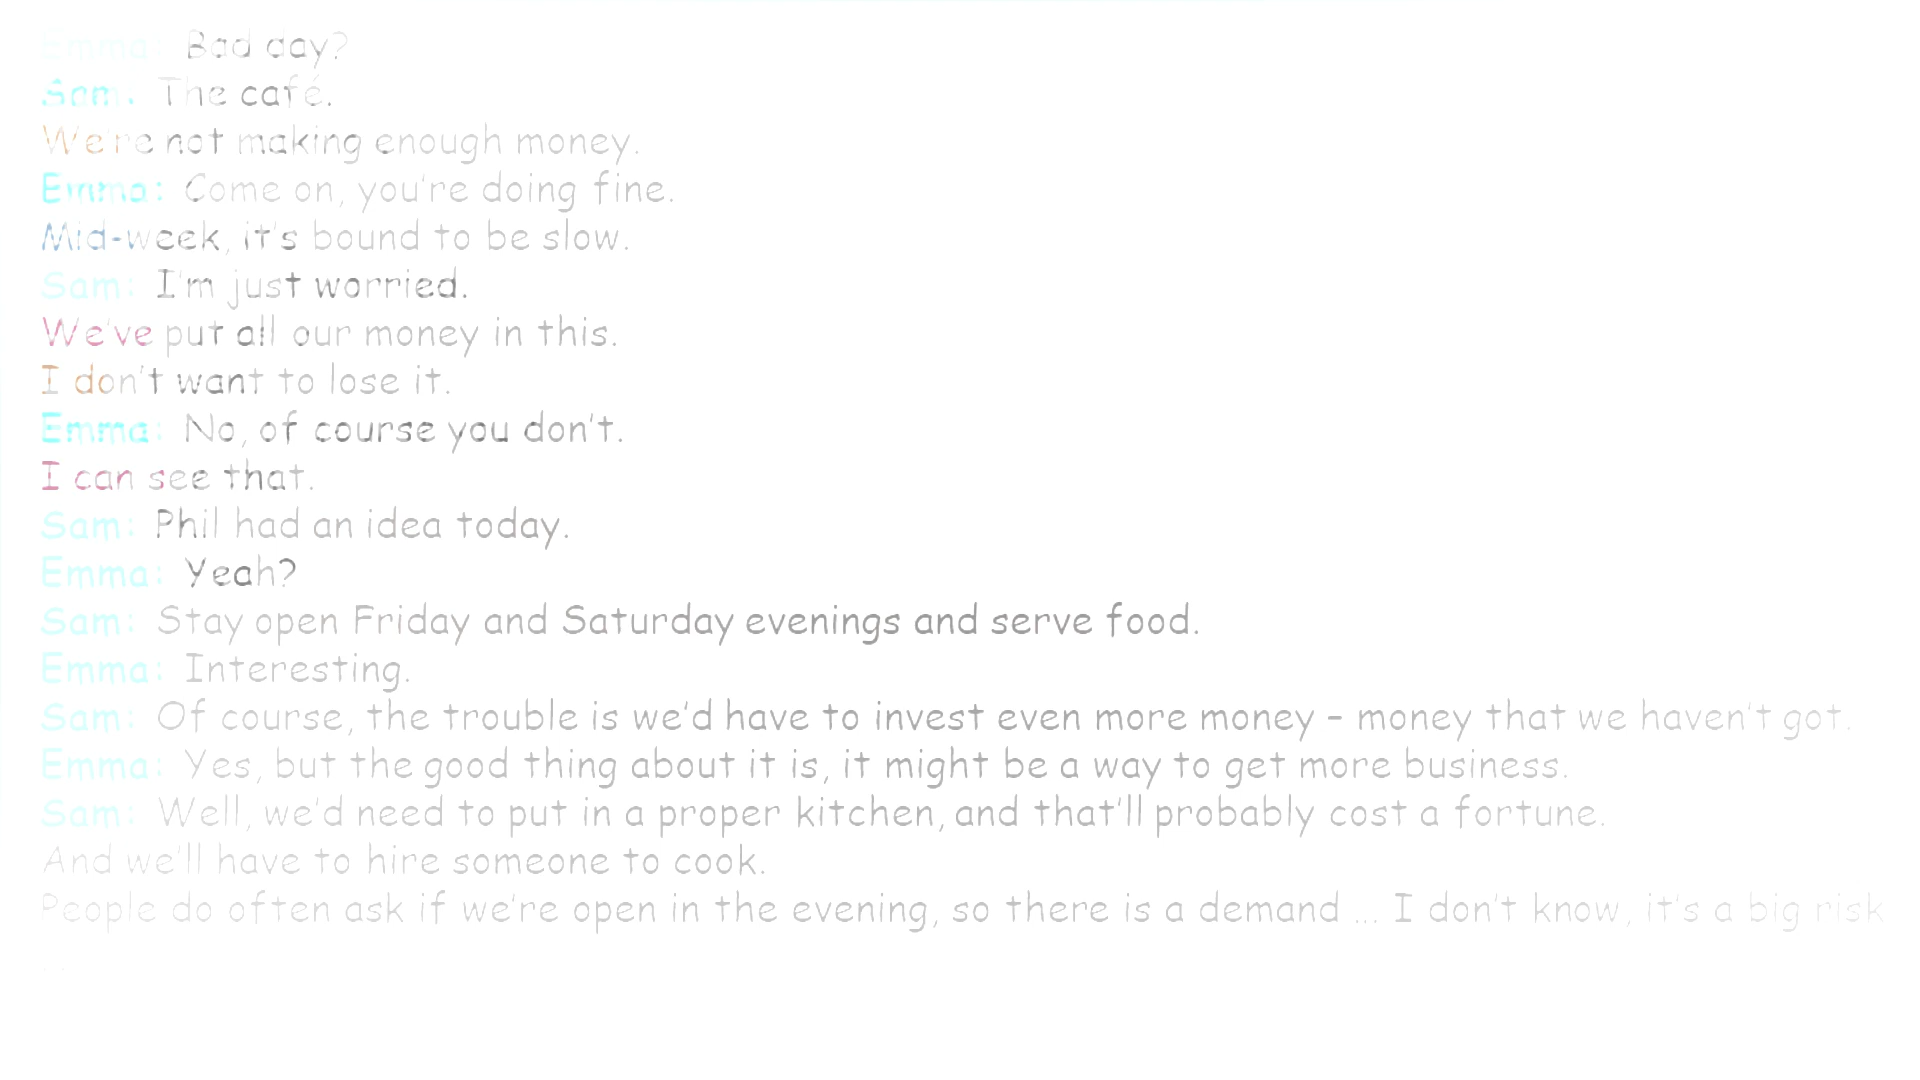 Emma: Bad day?
Sam: The café.
We're not making enough money.
Emma: Come on, you're doing fine.
Mid-week, it's bound to be slow.
Sam: I'm just worried.
We've put all our money in this.
I don't want to lose it.
Emma: No, of course you don't.
I can see that.
Sam: Phil had an idea today.
Emma: Yeah?
Sam: Stay open Friday and Saturday evenings and serve food.
Emma: Interesting.
Sam: Of course, the trouble is we'd have to invest even more money – money that we haven't got.
Emma: Yes, but the good thing about it is, it might be a way to get more business.
Sam: Well, we'd need to put in a proper kitchen, and that'll probably cost a fortune.
And we'll have to hire someone to cook.
People do often ask if we're open in the evening, so there is a demand ... I don't know, it's a big risk
...